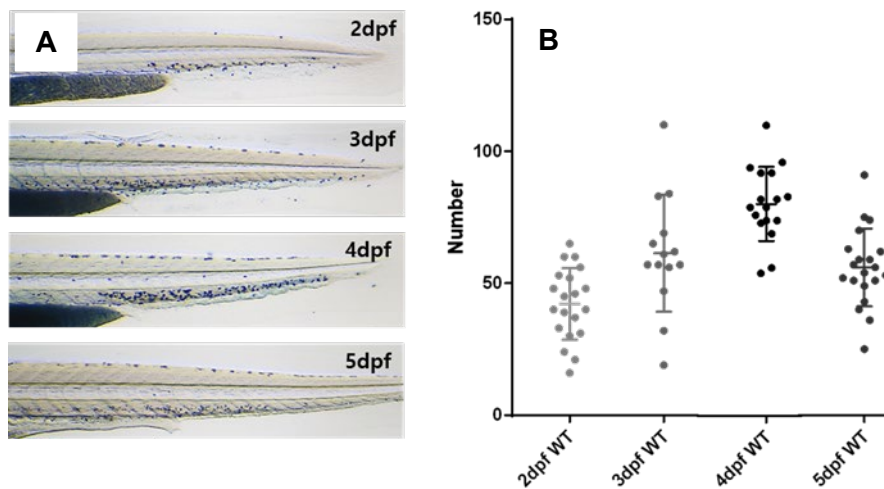 A
2dpf
3dpf
4dpf
5dpf
B
150
100
50
0
Number
2dpf WT
3dpf WT
4dpf WT
5dpf WT